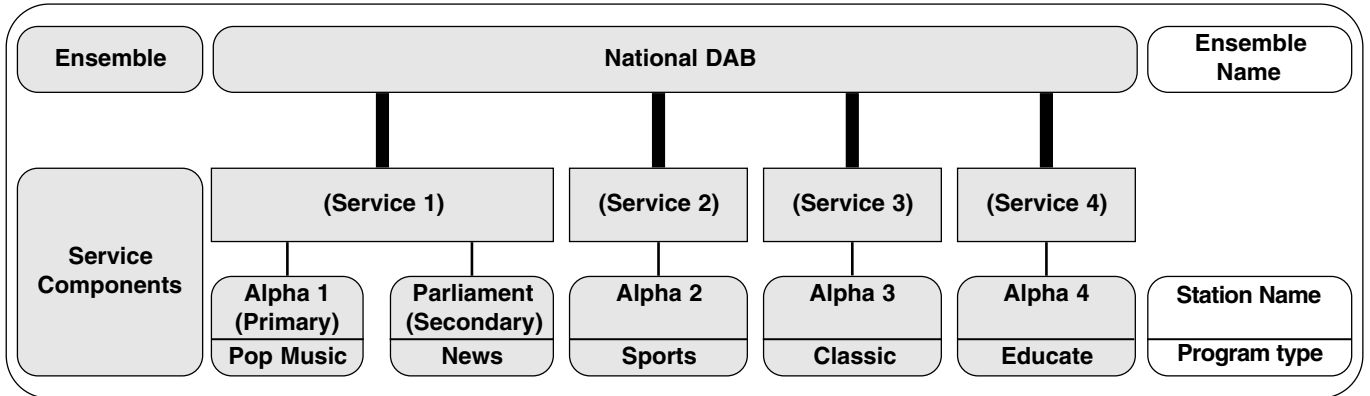 Ensemble
National DAB
Ensemble
Name
Service
Components
(Service 1)
(Service 2)
(Service 3)
(Service 4)
Alpha 1
(Primary)
Pop Music
Parliament
(Secondary)
News
Alpha 2
Sports
Alpha 3
Classic
Alpha 4
Educate
Station Name
Program type